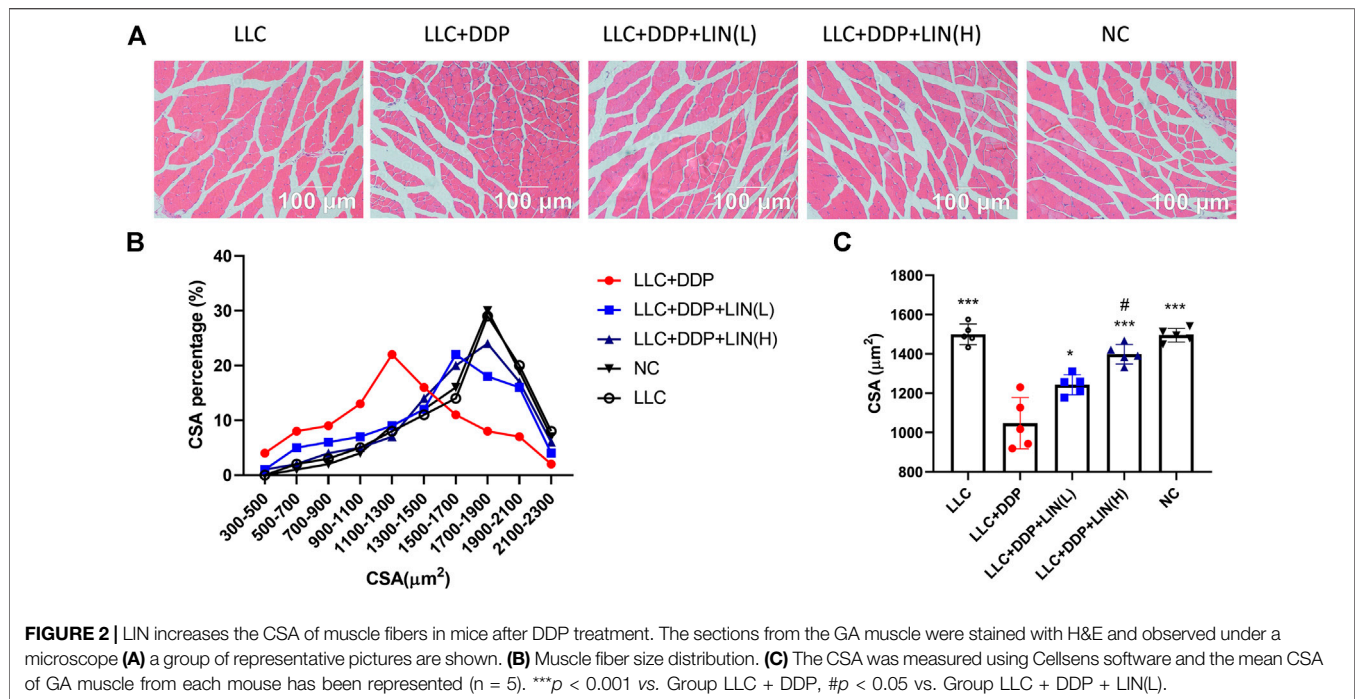 A
LLC
LLC+DDP
LLC+DDP+LIN(L)
LLC+DDP+LIN(H)
NC
100 µm
100 µm
100 µm
100 µm
100 µm
B
CSA percentage (%)
40
30
20
10
0
300-500
500-700
700-900
900-1100
1100-1300
1300-1500
1500-1700
1700-1900
1900-2100
2100-2300
CSA(μm²)
LLC+DDP
LLC+DDP+LIN(L)
LLC+DDP+LIN(H)
NC
LLC
C
CSA (μm²)
1800
1600
1400
1200
1000
800
***
*
#
***
***
LLC
LLC+DDP
LLC+DDP+LIN(L)
LLC+DDP+LIN(H)
NC
FIGURE 2 | LIN increases the CSA of muscle fibers in mice after DDP treatment. The sections from the GA muscle were stained with H&E and observed under a
microscope (A) a group of representative pictures are shown. (B) Muscle fiber size distribution. (C) The CSA was measured using Cellsens software and the mean CSA
of GA muscle from each mouse has been represented (n = 5). ***p < 0.001 vs. Group LLC + DDP, #p < 0.05 vs. Group LLC + DDP + LIN(L).